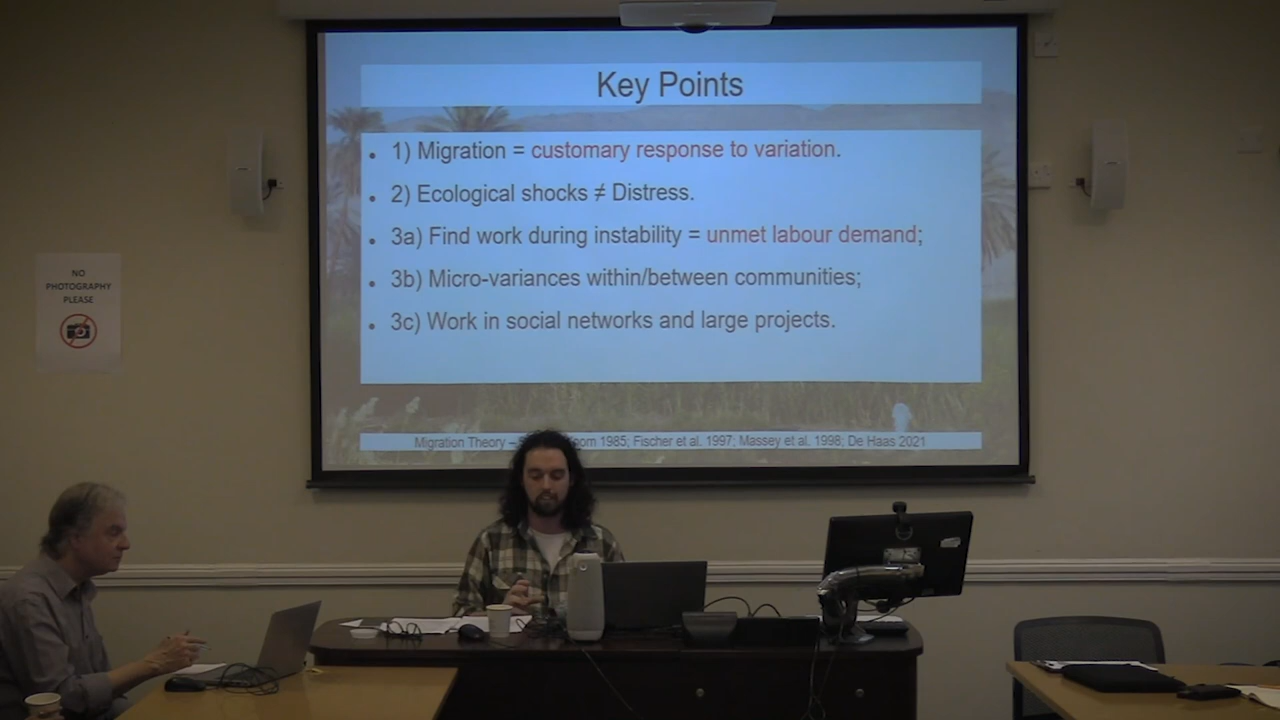 Key Points
• 1) Migration = customary response to variation.
• 2) Ecological shocks ≠ Distress.
• 3a) Find work during instability = unmet labour demand;
• 3b) Micro-variances within/between communities;
• 3c) Work in social networks and large projects.
Migration Theory – 1985; Fischer et al. 1997; Massey et al. 1998; De Haas 2021
NO
PHOTOGRAPHY
PLEASE